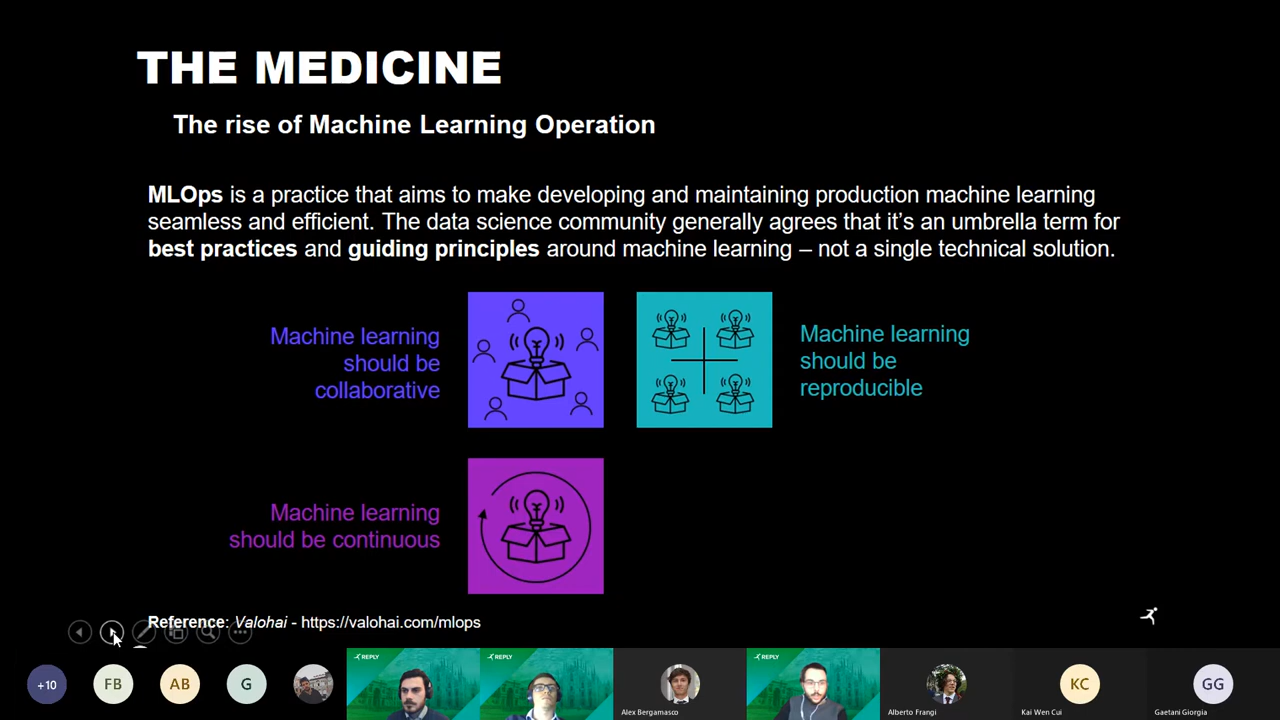 THE MEDICINE
The rise of Machine Learning Operation
MLOps is a practice that aims to make developing and maintaining production machine learning
seamless and efficient. The data science community generally agrees that it's an umbrella term for
best practices and guiding principles around machine learning – not a single technical solution.
Machine learning
should be
collaborative
Machine learning
should be
reproducible
Machine learning
should be continuous
Reference: Valohai - https://valohai.com/mlops
+10
FB
AB
G
REPLY
REPLY
Alex Bergamasco
REPLY
Alberto Frangi
KC
Kai Wen Cui
GG
Gaetani Giorgia